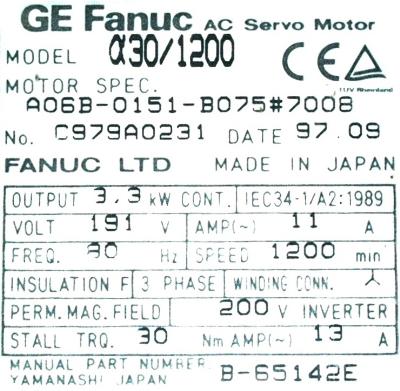 GE Fanuc AC Servo Motor
MODEL α30/1200
TUV Rheinland
MOTOR SPEC.
A06B-0151-B075#7008
No. C979A0231 DATE 97.09
FANUC LTD MADE IN JAPAN
OUTPUT 3.3 kW CONT. IEC34-1/A2:1989
VOLT 191 V AMP(~) 11 A
FREQ. 80 Hz SPEED 1200 min
INSULATION F 3 PHASE WINDING CONN. 人
PERM. MAG. FIELD 200 V INVERTER
STALL TRQ. 30 Nm AMP(~) 13 A
MANUAL PART NUMBER B-65142E
YAMANASHI JAPAN